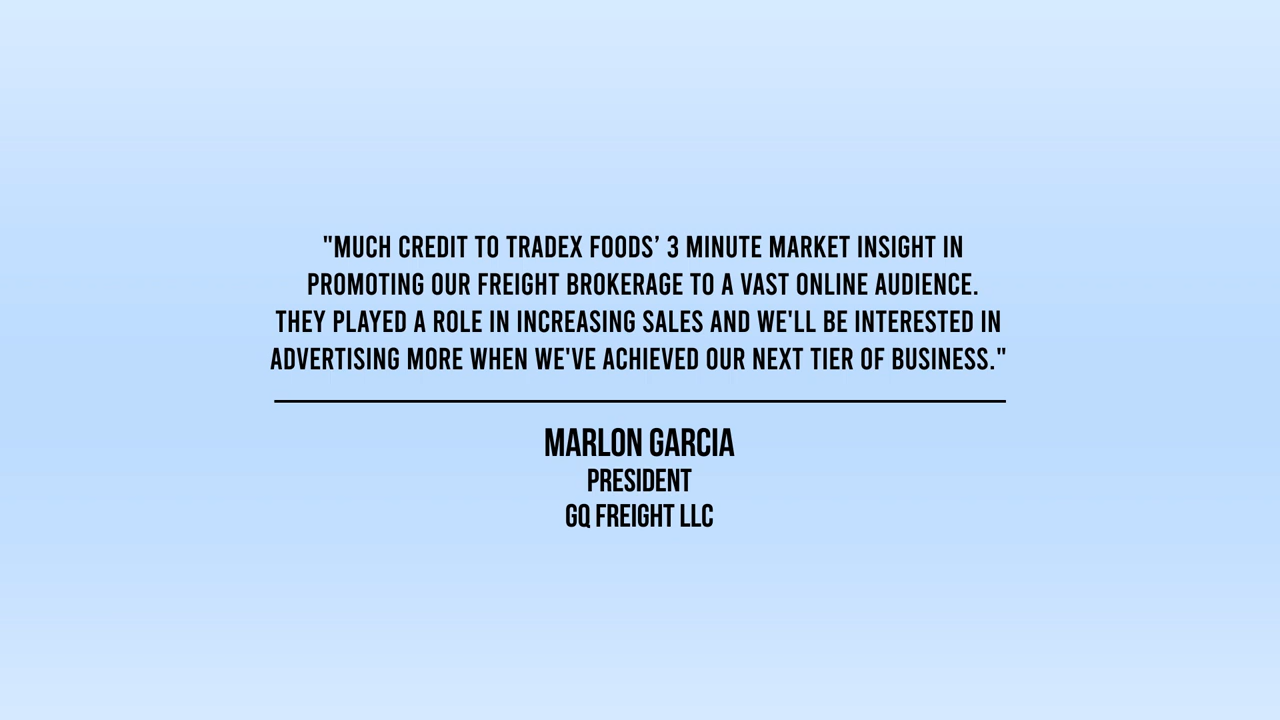 "MUCH CREDIT TO TRADEX FOODS’ 3 MINUTE MARKET INSIGHT IN
PROMOTING OUR FREIGHT BROKERAGE TO A VAST ONLINE AUDIENCE.
THEY PLAYED A ROLE IN INCREASING SALES AND WE'LL BE INTERESTED IN
ADVERTISING MORE WHEN WE'VE ACHIEVED OUR NEXT TIER OF BUSINESS."
MARLON GARCIA
PRESIDENT
GQ FREIGHT LLC